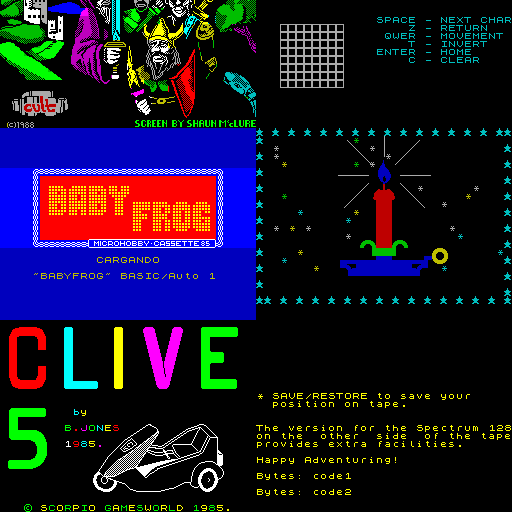 cult
(c)1988
SCREEN BY SHAUN McCLURE
SPACE - NEXT CHAR
Z - RETURN
QWER - MOVEMENT
T - INVERT
ENTER - HOME
C - CLEAR
BABY
FROG
MICROHOBBY-CASSETTE 85
CARGANDO
"BABYFROG" BASIC/Auto 1
CLIVE
5
by
B.JONES
1985.
© SCORPIO GAMESWORLD 1985.
* SAVE/RESTORE to save your
position on tape.
The version for the Spectrum 128
on the other side of the tape
provides extra facilities.
Happy Adventuring!
Bytes: code1
Bytes: code2